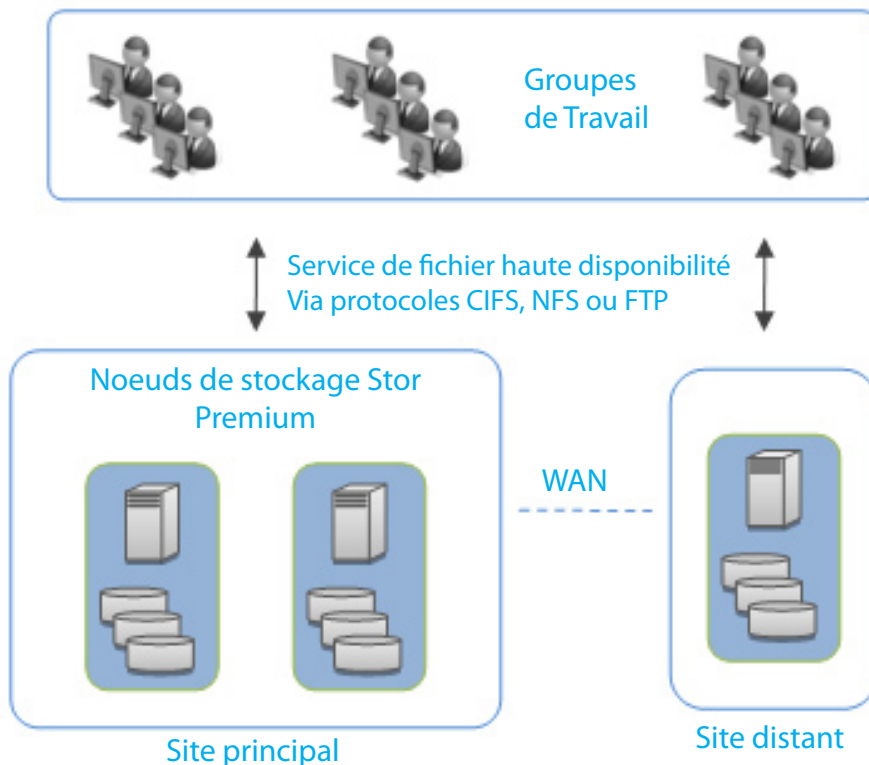 Groupes
de Travail
Service de fichier haute disponibilité
Via protocoles CIFS, NFS ou FTP
Noeuds de stockage Stor
Premium
WAN
Site principal
Site distant